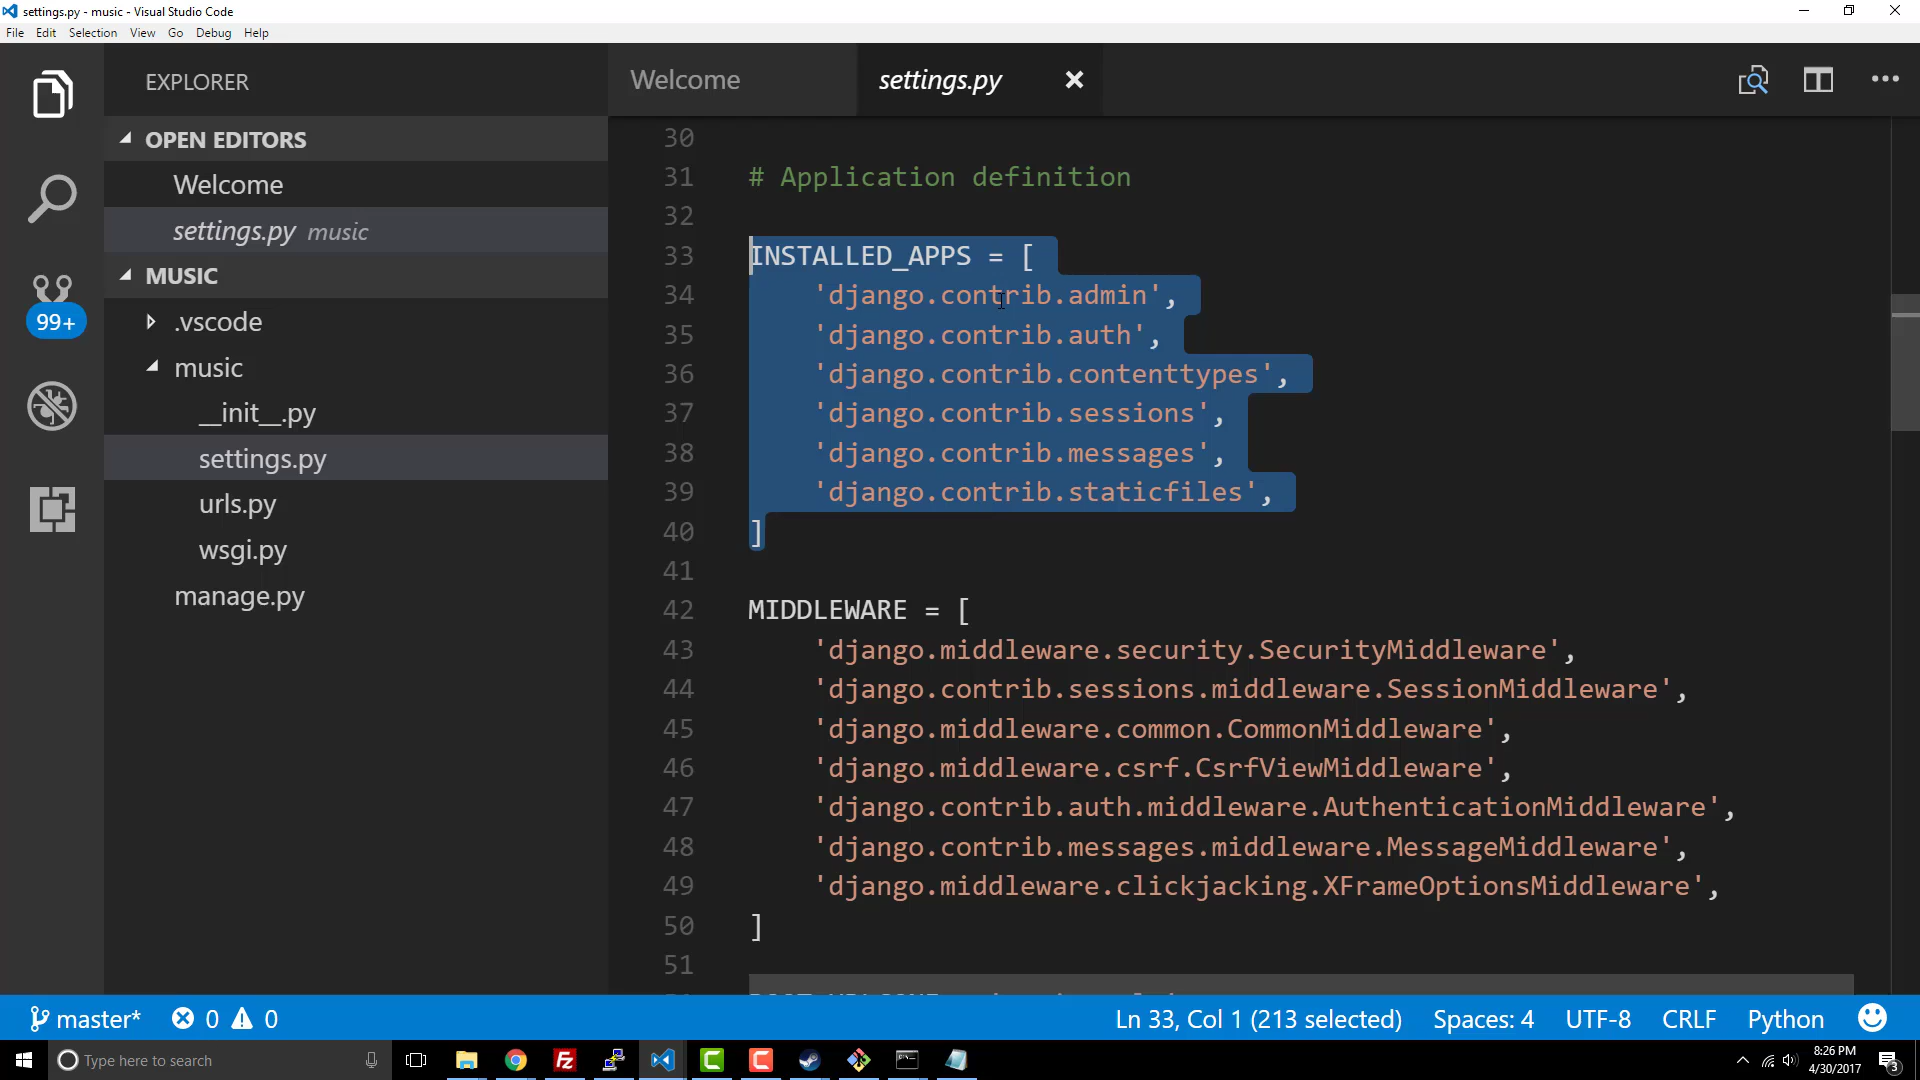 settings.py - music - Visual Studio Code
File Edit Selection View Go Debug Help
EXPLORER
OPEN EDITORS
Welcome
settings.py music
MUSIC
.vscode
music
__init__.py
settings.py
urls.py
wsgi.py
manage.py
99+
Welcome
settings.py
30
31 # Application definition
32
33 INSTALLED_APPS = [
34 'django.contrib.admin',
35 'django.contrib.auth',
36 'django.contrib.contenttypes',
37 'django.contrib.sessions',
38 'django.contrib.messages',
39 'django.contrib.staticfiles',
40 ]
41
42 MIDDLEWARE = [
43 'django.middleware.security.SecurityMiddleware',
44 'django.contrib.sessions.middleware.SessionMiddleware',
45 'django.middleware.common.CommonMiddleware',
46 'django.middleware.csrf.CsrfViewMiddleware',
47 'django.contrib.auth.middleware.AuthenticationMiddleware',
48 'django.contrib.messages.middleware.MessageMiddleware',
49 'django.middleware.clickjacking.XFrameOptionsMiddleware',
50 ]
51
master* 0 0 Ln 33, Col 1 (213 selected) Spaces: 4 UTF-8 CRLF Python
Type here to search
8:26 PM
4/30/2017
3